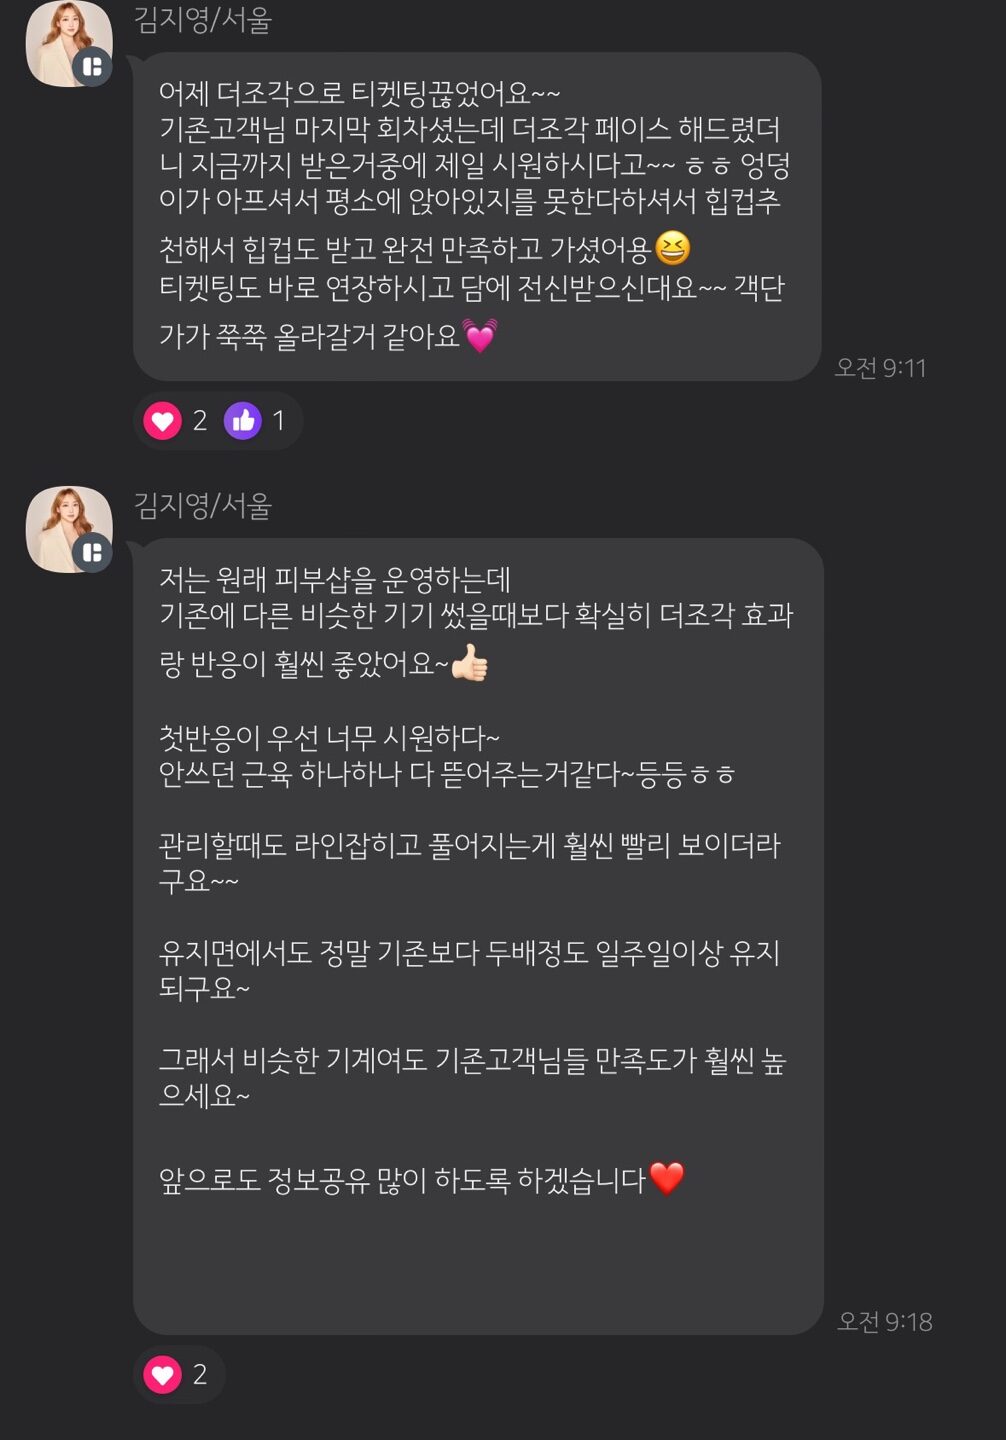 김지영/서울
어제 더조각으로 티켓팅끊었어요~~
기존고객님 마지막 회차셨는데 더조각 페이스 해드렸더
니 지금까지 받은거중에 제일 시원하시다고~~ ㅎㅎ 엉덩
이가 아프셔서 평소에 앉아있지를 못한다하셔서 힙컵추
천해서 힙컵도 받고 완전 만족하고 가셨어용😆
티켓팅도 바로 연장하시고 담에 전신받으신대요~~ 객단
가가 쭉쭉 올라갈거 같아요💓
오전 9:11
2 1
김지영/서울
저는 원래 피부샵을 운영하는데
기존에 다른 비슷한 기기 썼을때보다 확실히 더조각 효과
랑 반응이 훨씬 좋았어요~👍🏻
첫반응이 우선 너무 시원하다~
안쓰던 근육 하나하나 다 뜯어주는거같다~등등ㅎㅎ
관리할때도 라인잡히고 풀어지는게 훨씬 빨리 보이더라
구요~~
유지면에서도 정말 기존보다 두배정도 일주일이상 유지
되구요~
그래서 비슷한 기계여도 기존고객님들 만족도가 훨씬 높
으세요~
앞으로도 정보공유 많이 하도록 하겠습니다❤️
오전 9:18
2